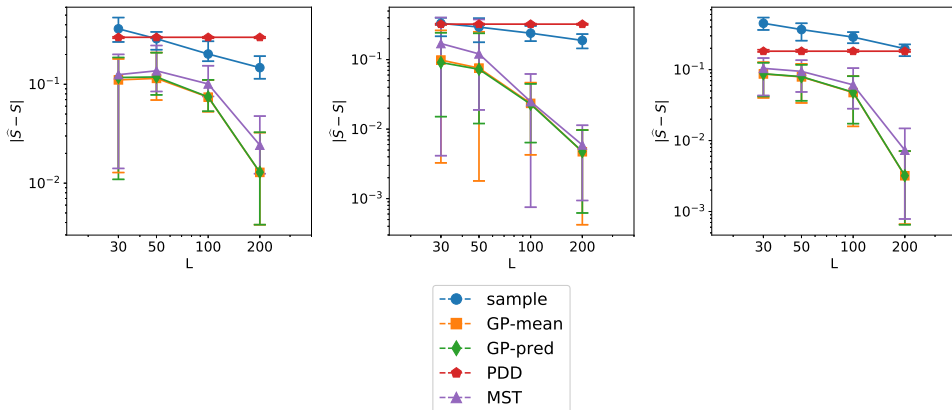 |Ŝ − S|
10⁻¹
10⁻²
30 50 100 200
L
|Ŝ − S|
10⁻¹
10⁻²
10⁻³
30 50 100 200
L
|Ŝ − S|
10⁻¹
10⁻²
10⁻³
30 50 100 200
L
sample
GP-mean
GP-pred
PDD
MST